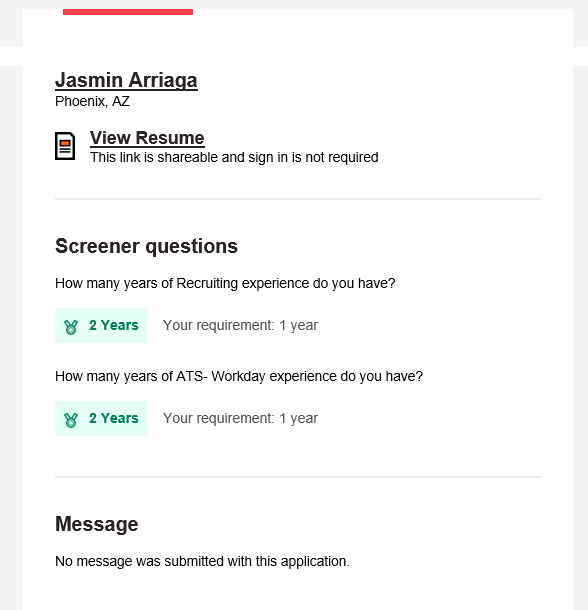 Jasmin Arriaga
Phoenix, AZ
View Resume
This link is shareable and sign in is not required
Screener questions
How many years of Recruiting experience do you have?
2 Years Your requirement: 1 year
How many years of ATS- Workday experience do you have?
2 Years Your requirement: 1 year
Message
No message was submitted with this application.